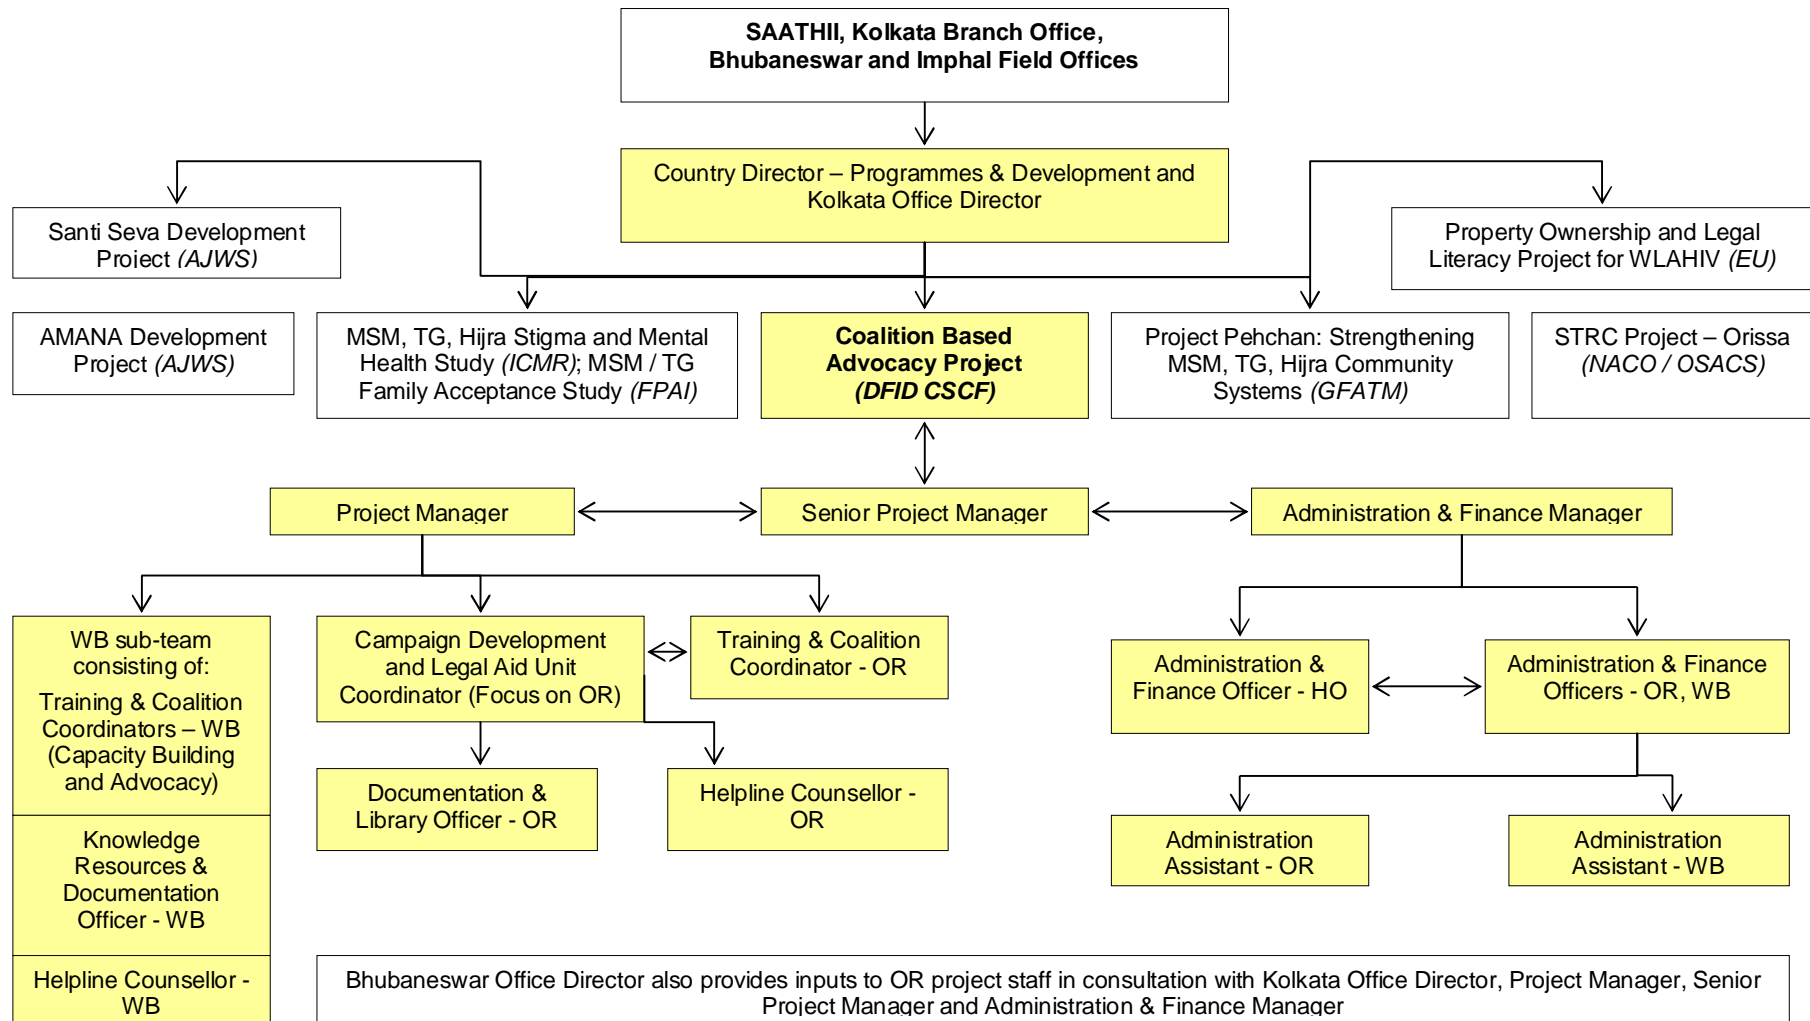 SAATHII, Kolkata Branch Office,
Bhubaneswar and Imphal Field Offices
Country Director – Programmes & Development and
Kolkata Office Director
Santi Seva Development
Project (AJWS)
Property Ownership and Legal
Literacy Project for WLAHIV (EU)
AMANA Development
Project (AJWS)
MSM, TG, Hijra Stigma and Mental
Health Study (ICMR); MSM / TG
Family Acceptance Study (FPAI)
Coalition Based
Advocacy Project
(DFID CSCF)
Project Pehchan: Strengthening
MSM, TG, Hijra Community
Systems (GFATM)
STRC Project – Orissa
(NACO / OSACS)
Project Manager
Senior Project Manager
Administration & Finance Manager
WB sub-team
consisting of:
Training & Coalition
Coordinators – WB
(Capacity Building
and Advocacy)
Campaign Development
and Legal Aid Unit
Coordinator (Focus on OR)
Training & Coalition
Coordinator - OR
Administration &
Finance Officer - HO
Administration & Finance
Officers - OR, WB
Documentation &
Library Officer - OR
Helpline Counsellor -
OR
Administration
Assistant - OR
Administration
Assistant - WB
Knowledge
Resources &
Documentation
Officer - WB
Helpline Counsellor -
WB
Bhubaneswar Office Director also provides inputs to OR project staff in consultation with Kolkata Office Director, Project Manager, Senior
Project Manager and Administration & Finance Manager